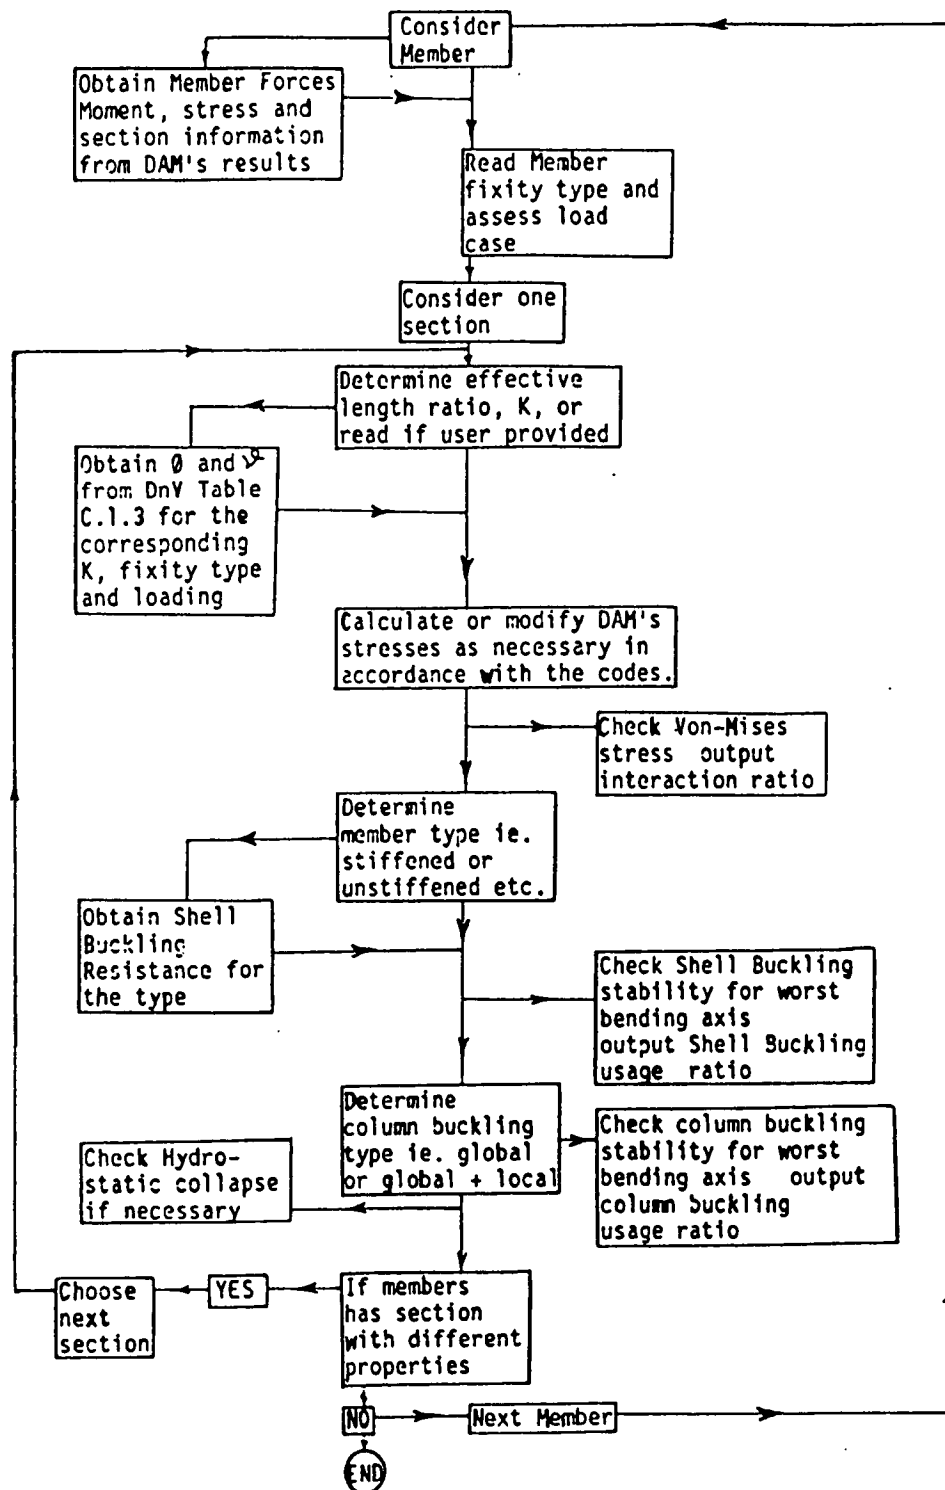 Consider
Member
Obtain Member Forces
Moment, stress and
section information
from DAM's results
Read Member
fixity type and
assess load
case
Consider one
section
Determine effective
length ratio, K, or
read if user provided
Obtain Ø and
from DnV Table
C.1.3 for the
corresponding
K, fixity type
and loading
Calculate or modify DAM's
stresses as necessary in
accordance with the codes.
Check Von-Mises
stress output
interaction ratio
Determine
member type ie.
stiffened or
unstiffened etc.
Obtain Shell
Buckling
Resistance for
the type
Check Shell Buckling
stability for worst
bending axis
output Shell Buckling
usage ratio
Determine
column buckling
type ie. global
or global + local
Check column buckling
stability for worst
bending axis output
column buckling
usage ratio
Check Hydro-
static collapse
if necessary
If members
has section
with different
properties
YES
Choose
next
section
NO
Next Member
END